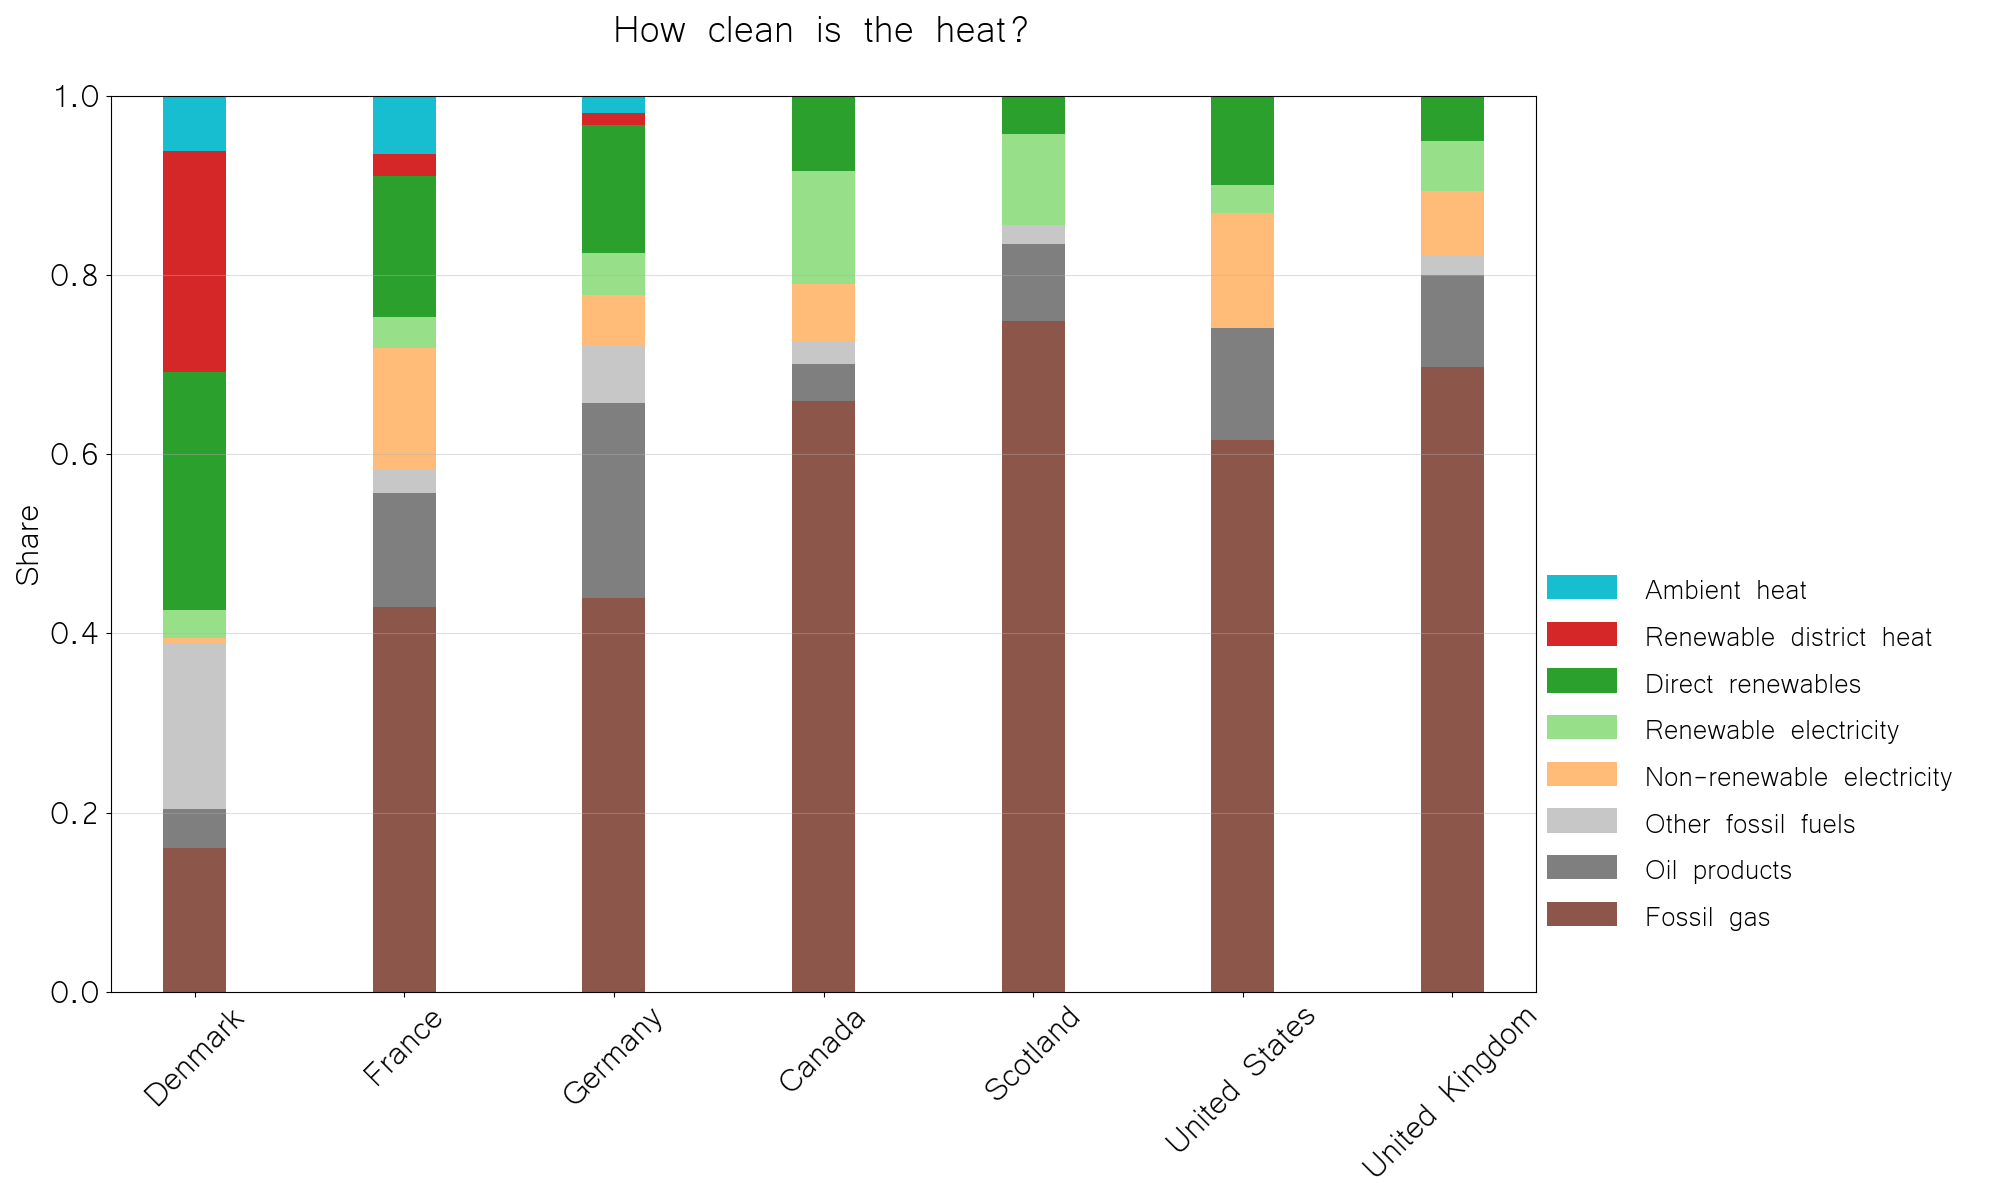 How clean is the heat?
1.0
0.8
0.6
0.4
0.2
0.0
Share
Denmark
France
Germany
Canada
Scotland
United States
United Kingdom
Ambient heat
Renewable district heat
Direct renewables
Renewable electricity
Non-renewable electricity
Other fossil fuels
Oil products
Fossil gas